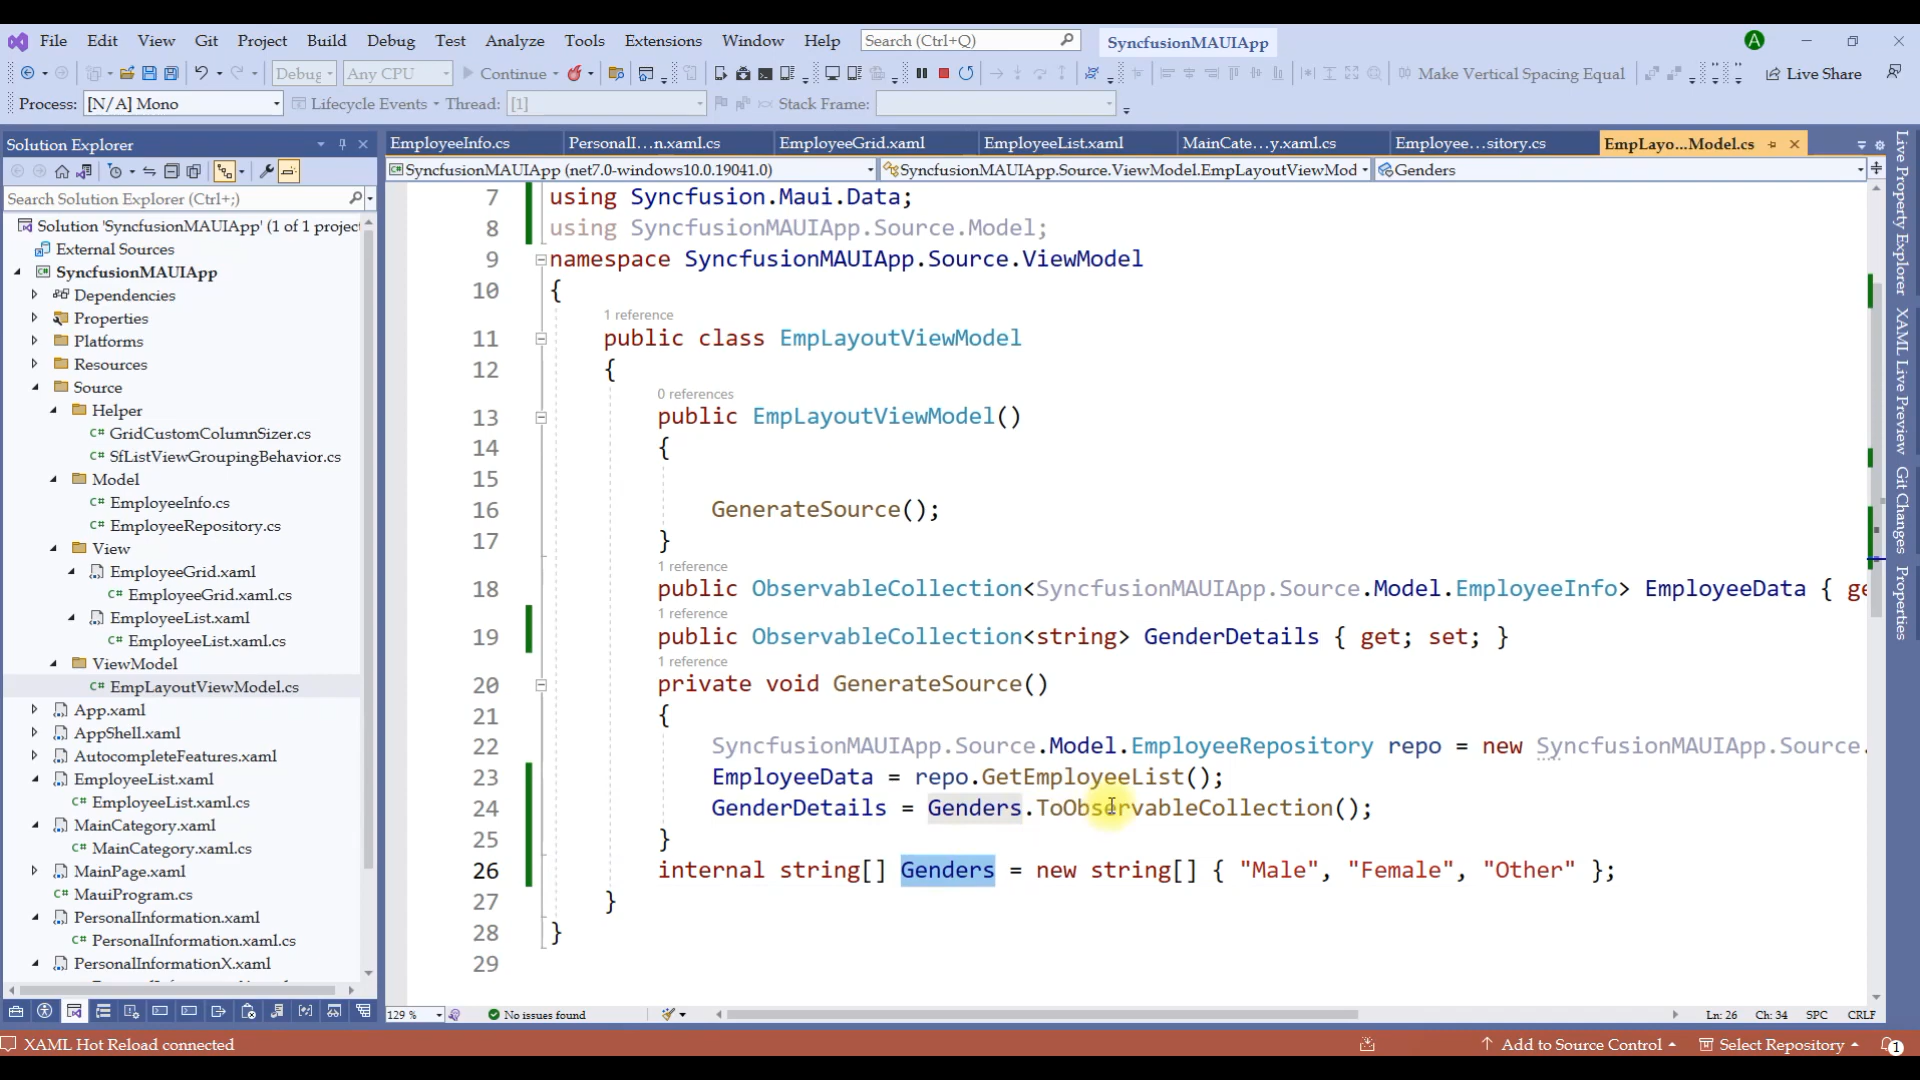 File Edit View Git Project Build Debug Test Analyze Tools Extensions Window Help Search (Ctrl+Q) SyncfusionMAUIApp A
Debug Any CPU Continue Make Vertical Spacing Equal Live Share
Process: [N/A] Mono Lifecycle Events Thread: [1] Stack Frame:
Solution Explorer
Search Solution Explorer (Ctrl+;)
Solution 'SyncfusionMAUIApp' (1 of 1 project
External Sources
SyncfusionMAUIApp
Dependencies
Properties
Platforms
Resources
Source
Helper
C# GridCustomColumnSizer.cs
C# SfListViewGroupingBehavior.cs
Model
C# EmployeeInfo.cs
C# EmployeeRepository.cs
View
EmployeeGrid.xaml
C# EmployeeGrid.xaml.cs
EmployeeList.xaml
C# EmployeeList.xaml.cs
ViewModel
C# EmpLayoutViewModel.cs
App.xaml
AppShell.xaml
AutocompleteFeatures.xaml
EmployeeList.xaml
C# EmployeeList.xaml.cs
MainCategory.xaml
C# MainCategory.xaml.cs
MainPage.xaml
C# MauiProgram.cs
PersonalInformation.xaml
C# PersonalInformation.xaml.cs
PersonalInformationX.xaml
EmployeeInfo.cs PersonalI...n.xaml.cs EmployeeGrid.xaml EmployeeList.xaml MainCate...y.xaml.cs Employee...sitory.cs EmpLayo...Model.cs
SyncfusionMAUIApp (net7.0-windows10.0.19041.0) SyncfusionMAUIApp.Source.ViewModel.EmpLayoutViewMod Genders
7 using Syncfusion.Maui.Data;
8 using SyncfusionMAUIApp.Source.Model;
9 namespace SyncfusionMAUIApp.Source.ViewModel
10 {
1 reference
11 public class EmpLayoutViewModel
12 {
0 references
13 public EmpLayoutViewModel()
14 {
15
16 GenerateSource();
17 }
1 reference
18 public ObservableCollection<SyncfusionMAUIApp.Source.Model.EmployeeInfo> EmployeeData { ge
1 reference
19 public ObservableCollection<string> GenderDetails { get; set; }
1 reference
20 private void GenerateSource()
21 {
22 SyncfusionMAUIApp.Source.Model.EmployeeRepository repo = new SyncfusionMAUIApp.Source.
23 EmployeeData = repo.GetEmployeeList();
24 GenderDetails = Genders.ToObservableCollection();
25 }
26 internal string[] Genders = new string[] { "Male", "Female", "Other" };
27 }
28 }
29
129 % No issues found Ln: 26 Ch: 34 SPC CRLF
XAML Hot Reload connected Add to Source Control Select Repository 1
Live Property Explorer
XAML Live Preview
Git Changes
Properties